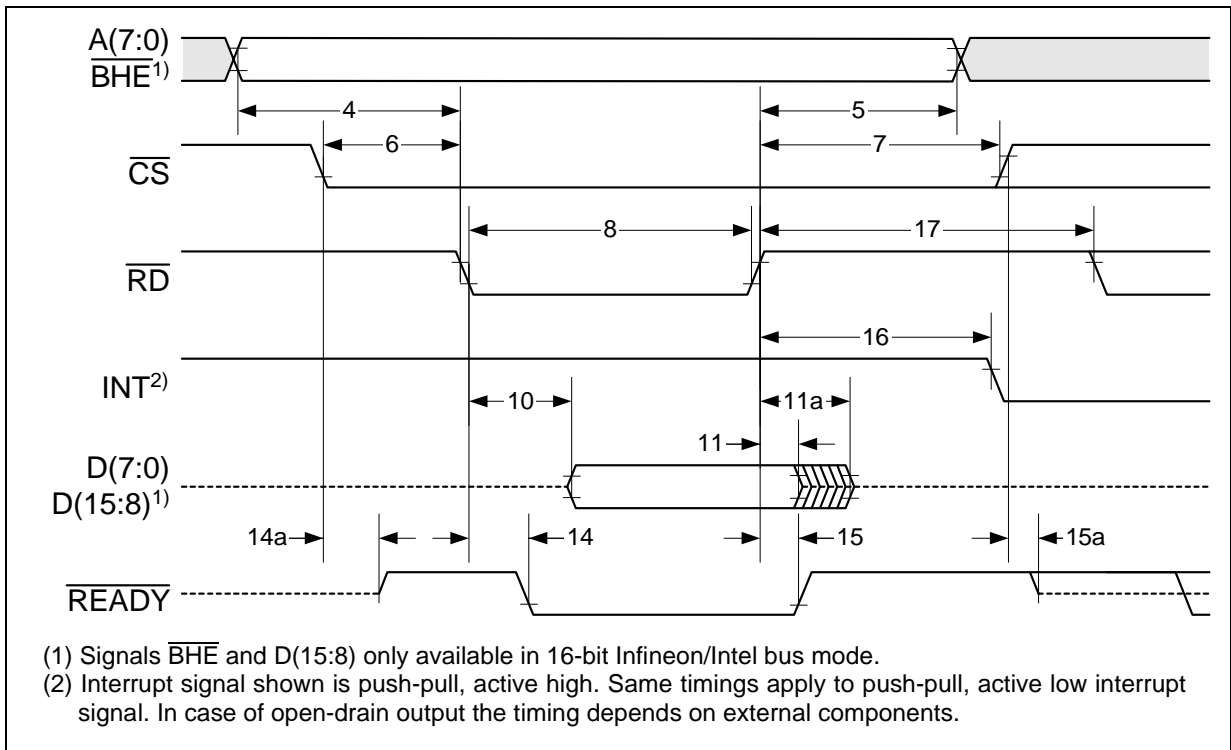 A(7:0)
BHE1)
4
5
6
7
CS
8
17
RD
16
INT2)
10
11a
11
D(7:0)
D(15:8)1)
14a
14
15
15a
READY
(1) Signals BHE and D(15:8) only available in 16-bit Infineon/Intel bus mode.
(2) Interrupt signal shown is push-pull, active high. Same timings apply to push-pull, active low interrupt
signal. In case of open-drain output the timing depends on external components.